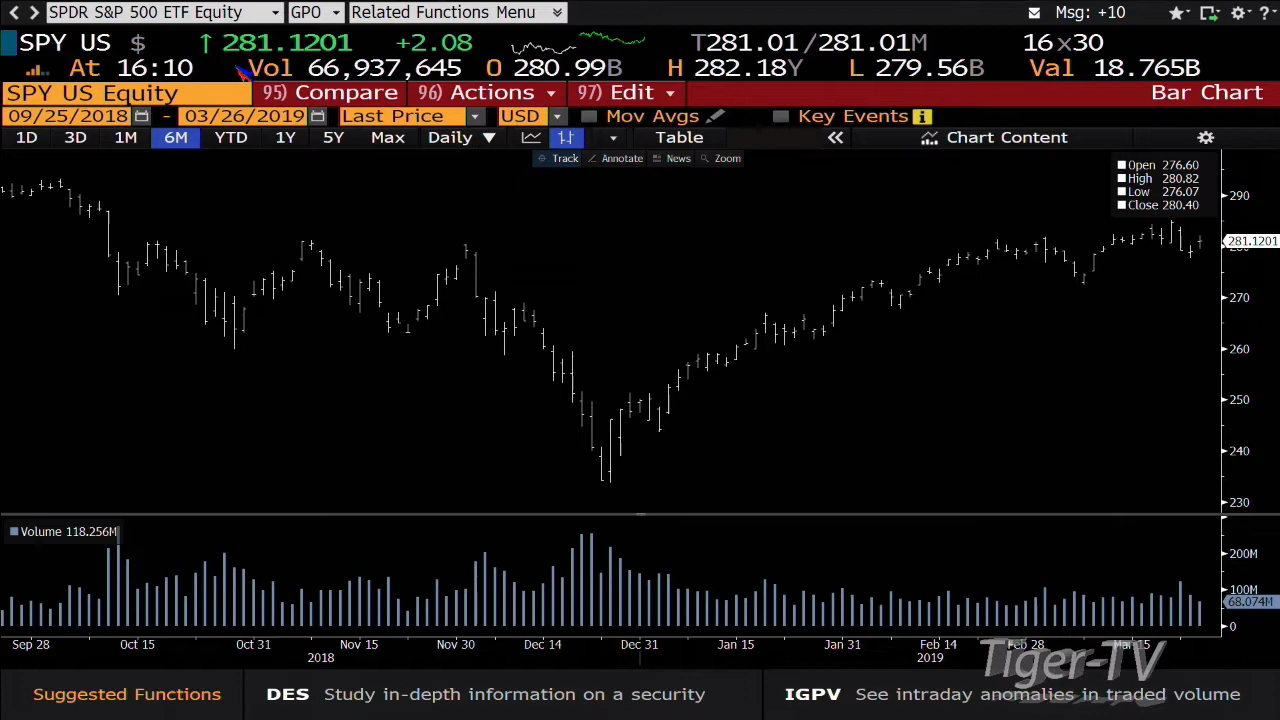 SPDR S&P 500 ETF Equity GPO Related Functions Menu Msg: +10
SPY US $ ↑ 281.1201 +2.08 T281.01/281.01M 16x30
At 16:10 Vol 66,937,645 O 280.99B H 282.18Y L 279.56B Val 18.765B
SPY US Equity 95) Compare 96) Actions 97) Edit Bar Chart
09/25/2018 - 03/26/2019 Last Price USD Mov Avgs Key Events
1D 3D 1M 6M YTD 1Y 5Y Max Daily ▼ Table « Chart Content
Track Annotate News Zoom
Open 276.60
High 280.82
Low 276.07
Close 280.40
290
281.1201
270
260
250
240
230
Volume 118.256M
200M
100M
68.074M
0
Sep 28 Oct 15 Oct 31 Nov 15 Nov 30 Dec 14 Dec 31 Jan 15 Jan 31 Feb 14 Feb 28 Mar 15
2018 2019
Tiger-TV
Suggested Functions DES Study in-depth information on a security IGPV See intraday anomalies in traded volume